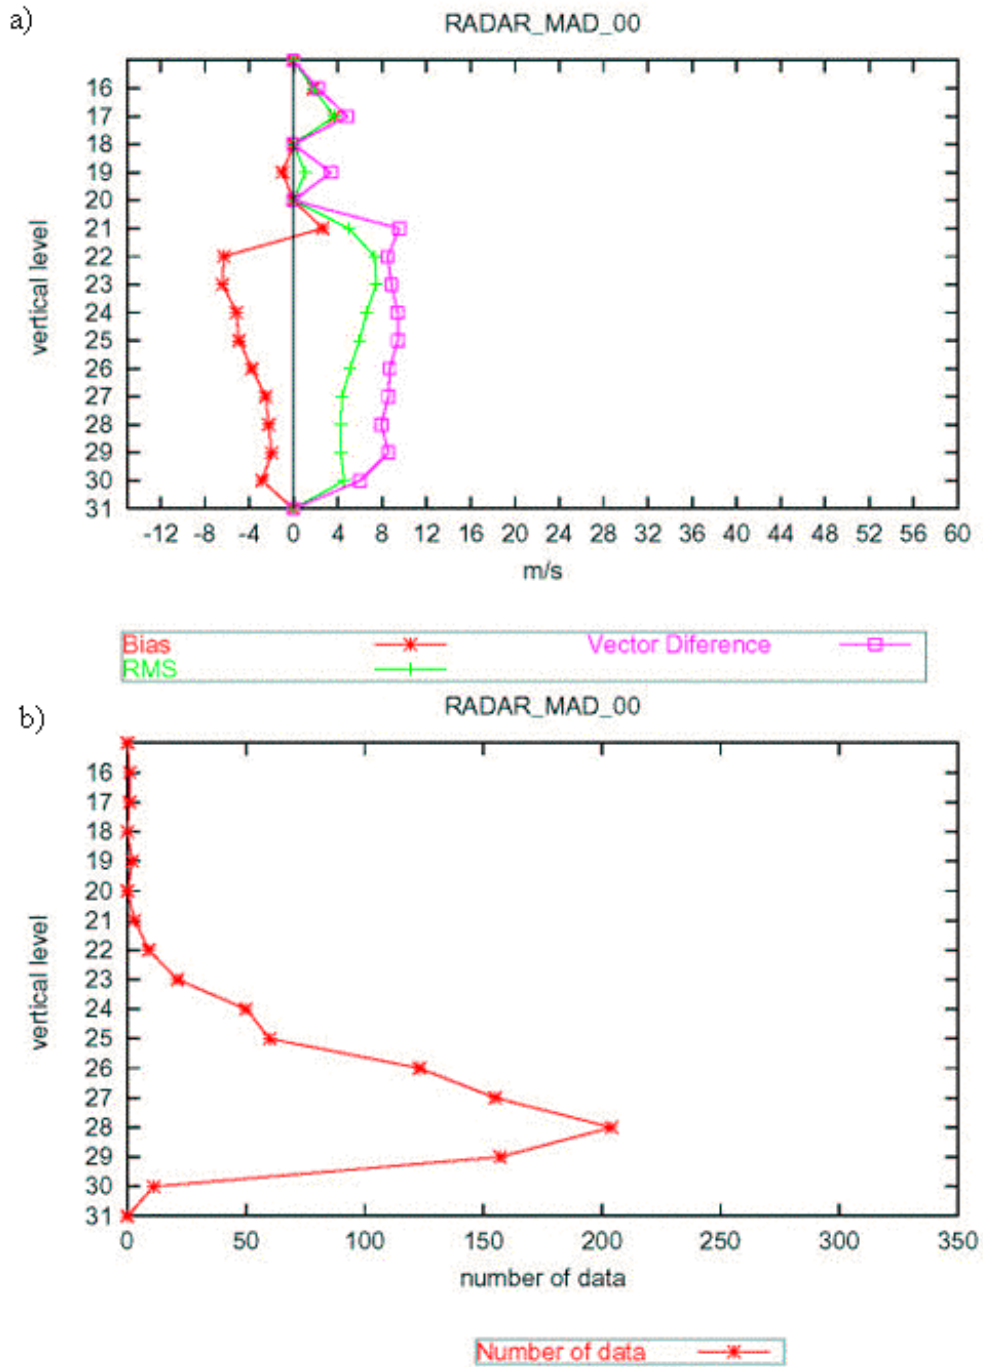 a)
RADAR_MAD_00
16
17
18
19
20
21
22
23
24
25
26
27
28
29
30
31
vertical level
-12 -8 -4 0 4 8 12 16 20 24 28 32 36 40 44 48 52 56 60
m/s
Bias Vector Diference
RMS
b)
RADAR_MAD_00
16
17
18
19
20
21
22
23
24
25
26
27
28
29
30
31
vertical level
0 50 100 150 200 250 300 350
number of data
Number of data